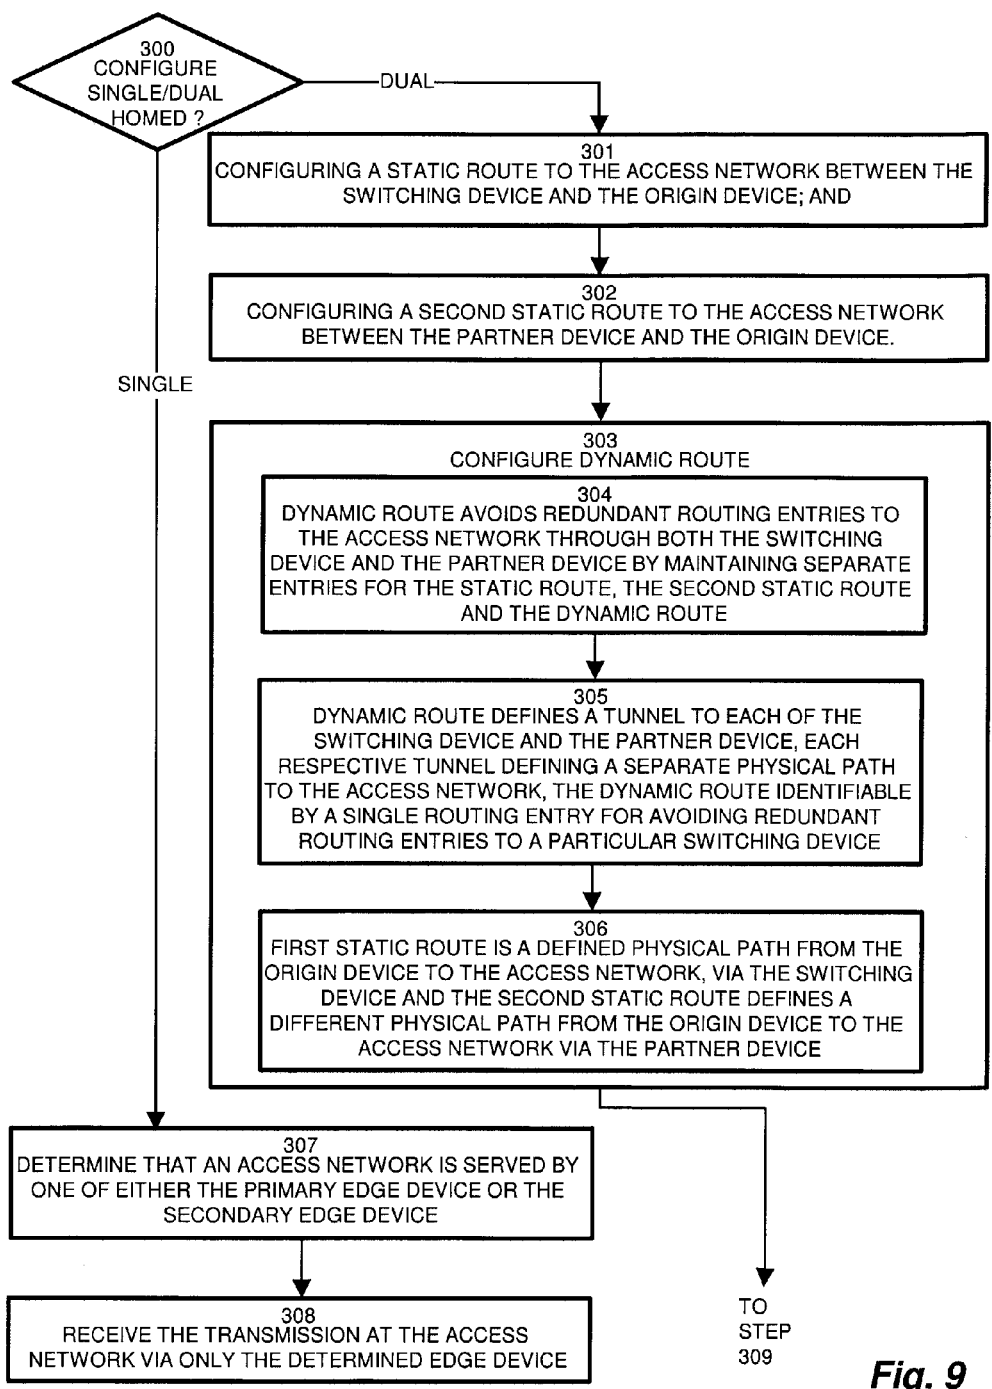 300
CONFIGURE
SINGLE/DUAL
HOMED ?
DUAL
301
CONFIGURING A STATIC ROUTE TO THE ACCESS NETWORK BETWEEN THE
SWITCHING DEVICE AND THE ORIGIN DEVICE; AND
302
CONFIGURING A SECOND STATIC ROUTE TO THE ACCESS NETWORK
BETWEEN THE PARTNER DEVICE AND THE ORIGIN DEVICE.
SINGLE
303
CONFIGURE DYNAMIC ROUTE
304
DYNAMIC ROUTE AVOIDS REDUNDANT ROUTING ENTRIES TO
THE ACCESS NETWORK THROUGH BOTH THE SWITCHING
DEVICE AND THE PARTNER DEVICE BY MAINTAINING SEPARATE
ENTRIES FOR THE STATIC ROUTE, THE SECOND STATIC ROUTE
AND THE DYNAMIC ROUTE
305
DYNAMIC ROUTE DEFINES A TUNNEL TO EACH OF THE
SWITCHING DEVICE AND THE PARTNER DEVICE, EACH
RESPECTIVE TUNNEL DEFINING A SEPARATE PHYSICAL PATH
TO THE ACCESS NETWORK, THE DYNAMIC ROUTE IDENTIFIABLE
BY A SINGLE ROUTING ENTRY FOR AVOIDING REDUNDANT
ROUTING ENTRIES TO A PARTICULAR SWITCHING DEVICE
306
FIRST STATIC ROUTE IS A DEFINED PHYSICAL PATH FROM THE
ORIGIN DEVICE TO THE ACCESS NETWORK, VIA THE SWITCHING
DEVICE AND THE SECOND STATIC ROUTE DEFINES A
DIFFERENT PHYSICAL PATH FROM THE ORIGIN DEVICE TO THE
ACCESS NETWORK VIA THE PARTNER DEVICE
307
DETERMINE THAT AN ACCESS NETWORK IS SERVED BY
ONE OF EITHER THE PRIMARY EDGE DEVICE OR THE
SECONDARY EDGE DEVICE
308
RECEIVE THE TRANSMISSION AT THE ACCESS
NETWORK VIA ONLY THE DETERMINED EDGE DEVICE
TO
STEP
309
Fig. 9